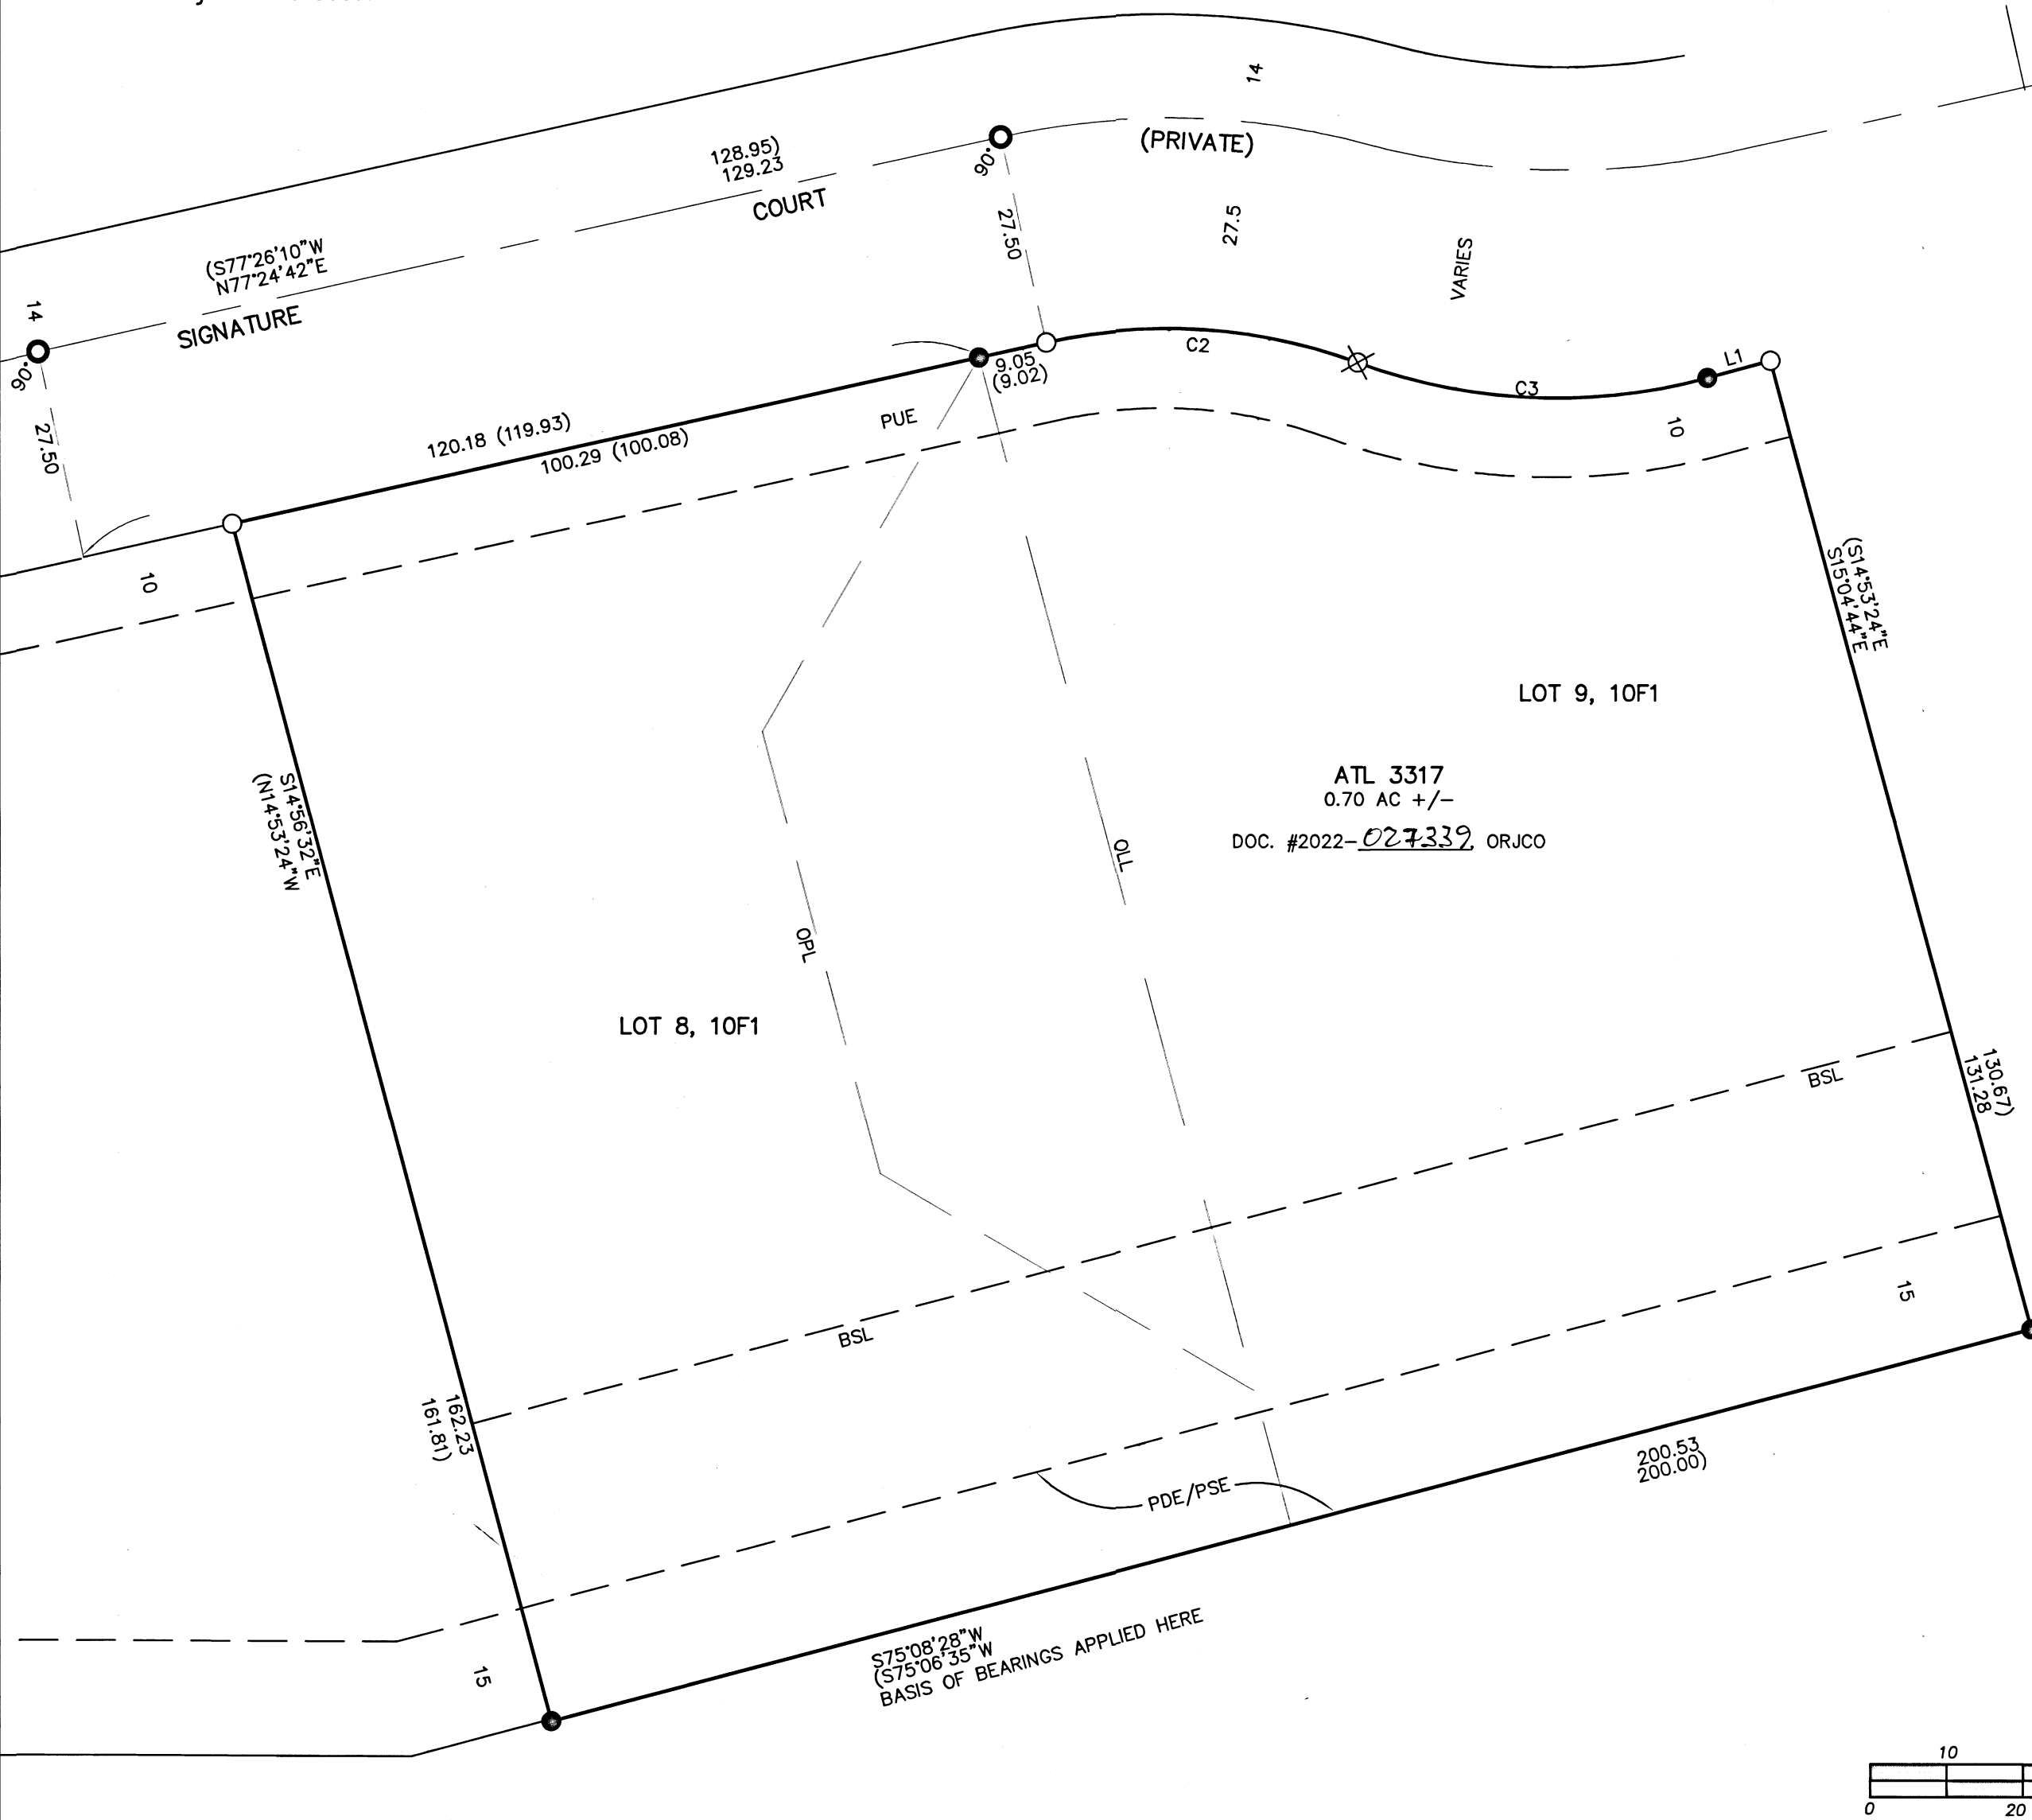 14
(PRIVATE)
128.95)
129.23
COURT
90°
27.50
27.5
VARIES
(S77°26'10"W
N77°24'42"E
SIGNATURE
14
90°
27.50
9.05
(9.02)
C2
C3
L1
PUE
120.18 (119.93)
100.29 (100.08)
10
10
(S14°53'24"E
S15°04'44"E
LOT 9, 10F1
ATL 3317
0.70 AC +/-
DOC. #2022-027339, ORJCO
S14°56'32"E
(N14°53'24"W
OLL
OPL
LOT 8, 10F1
BSL
130.67)
131.28
BSL
15
162.23
161.81)
200.53
200.00)
PDE/PSE
S75°08'28"W
(S75°06'35"W
BASIS OF BEARINGS APPLIED HERE
15
10
0
20